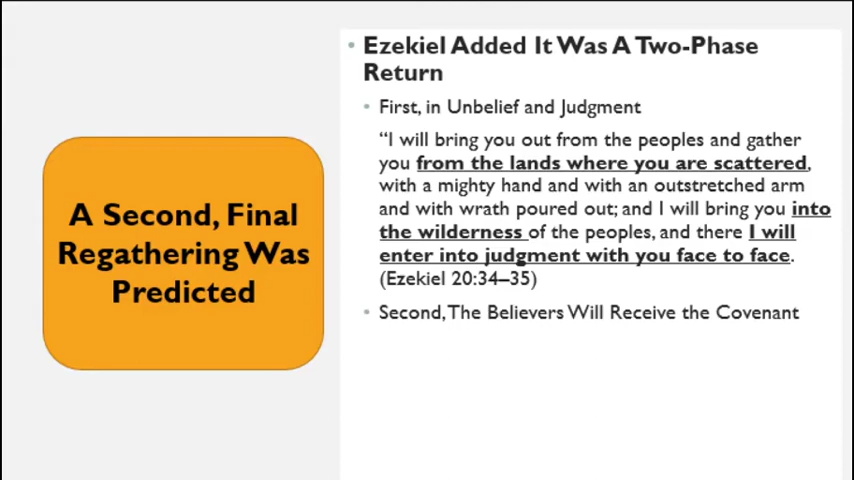 A Second, Final
Regathering Was
Predicted
• Ezekiel Added It Was A Two-Phase
Return
• First, in Unbelief and Judgment
“I will bring you out from the peoples and gather
you from the lands where you are scattered,
with a mighty hand and with an outstretched arm
and with wrath poured out; and I will bring you into
the wilderness of the peoples, and there I will
enter into judgment with you face to face.
(Ezekiel 20:34–35)
• Second, The Believers Will Receive the Covenant